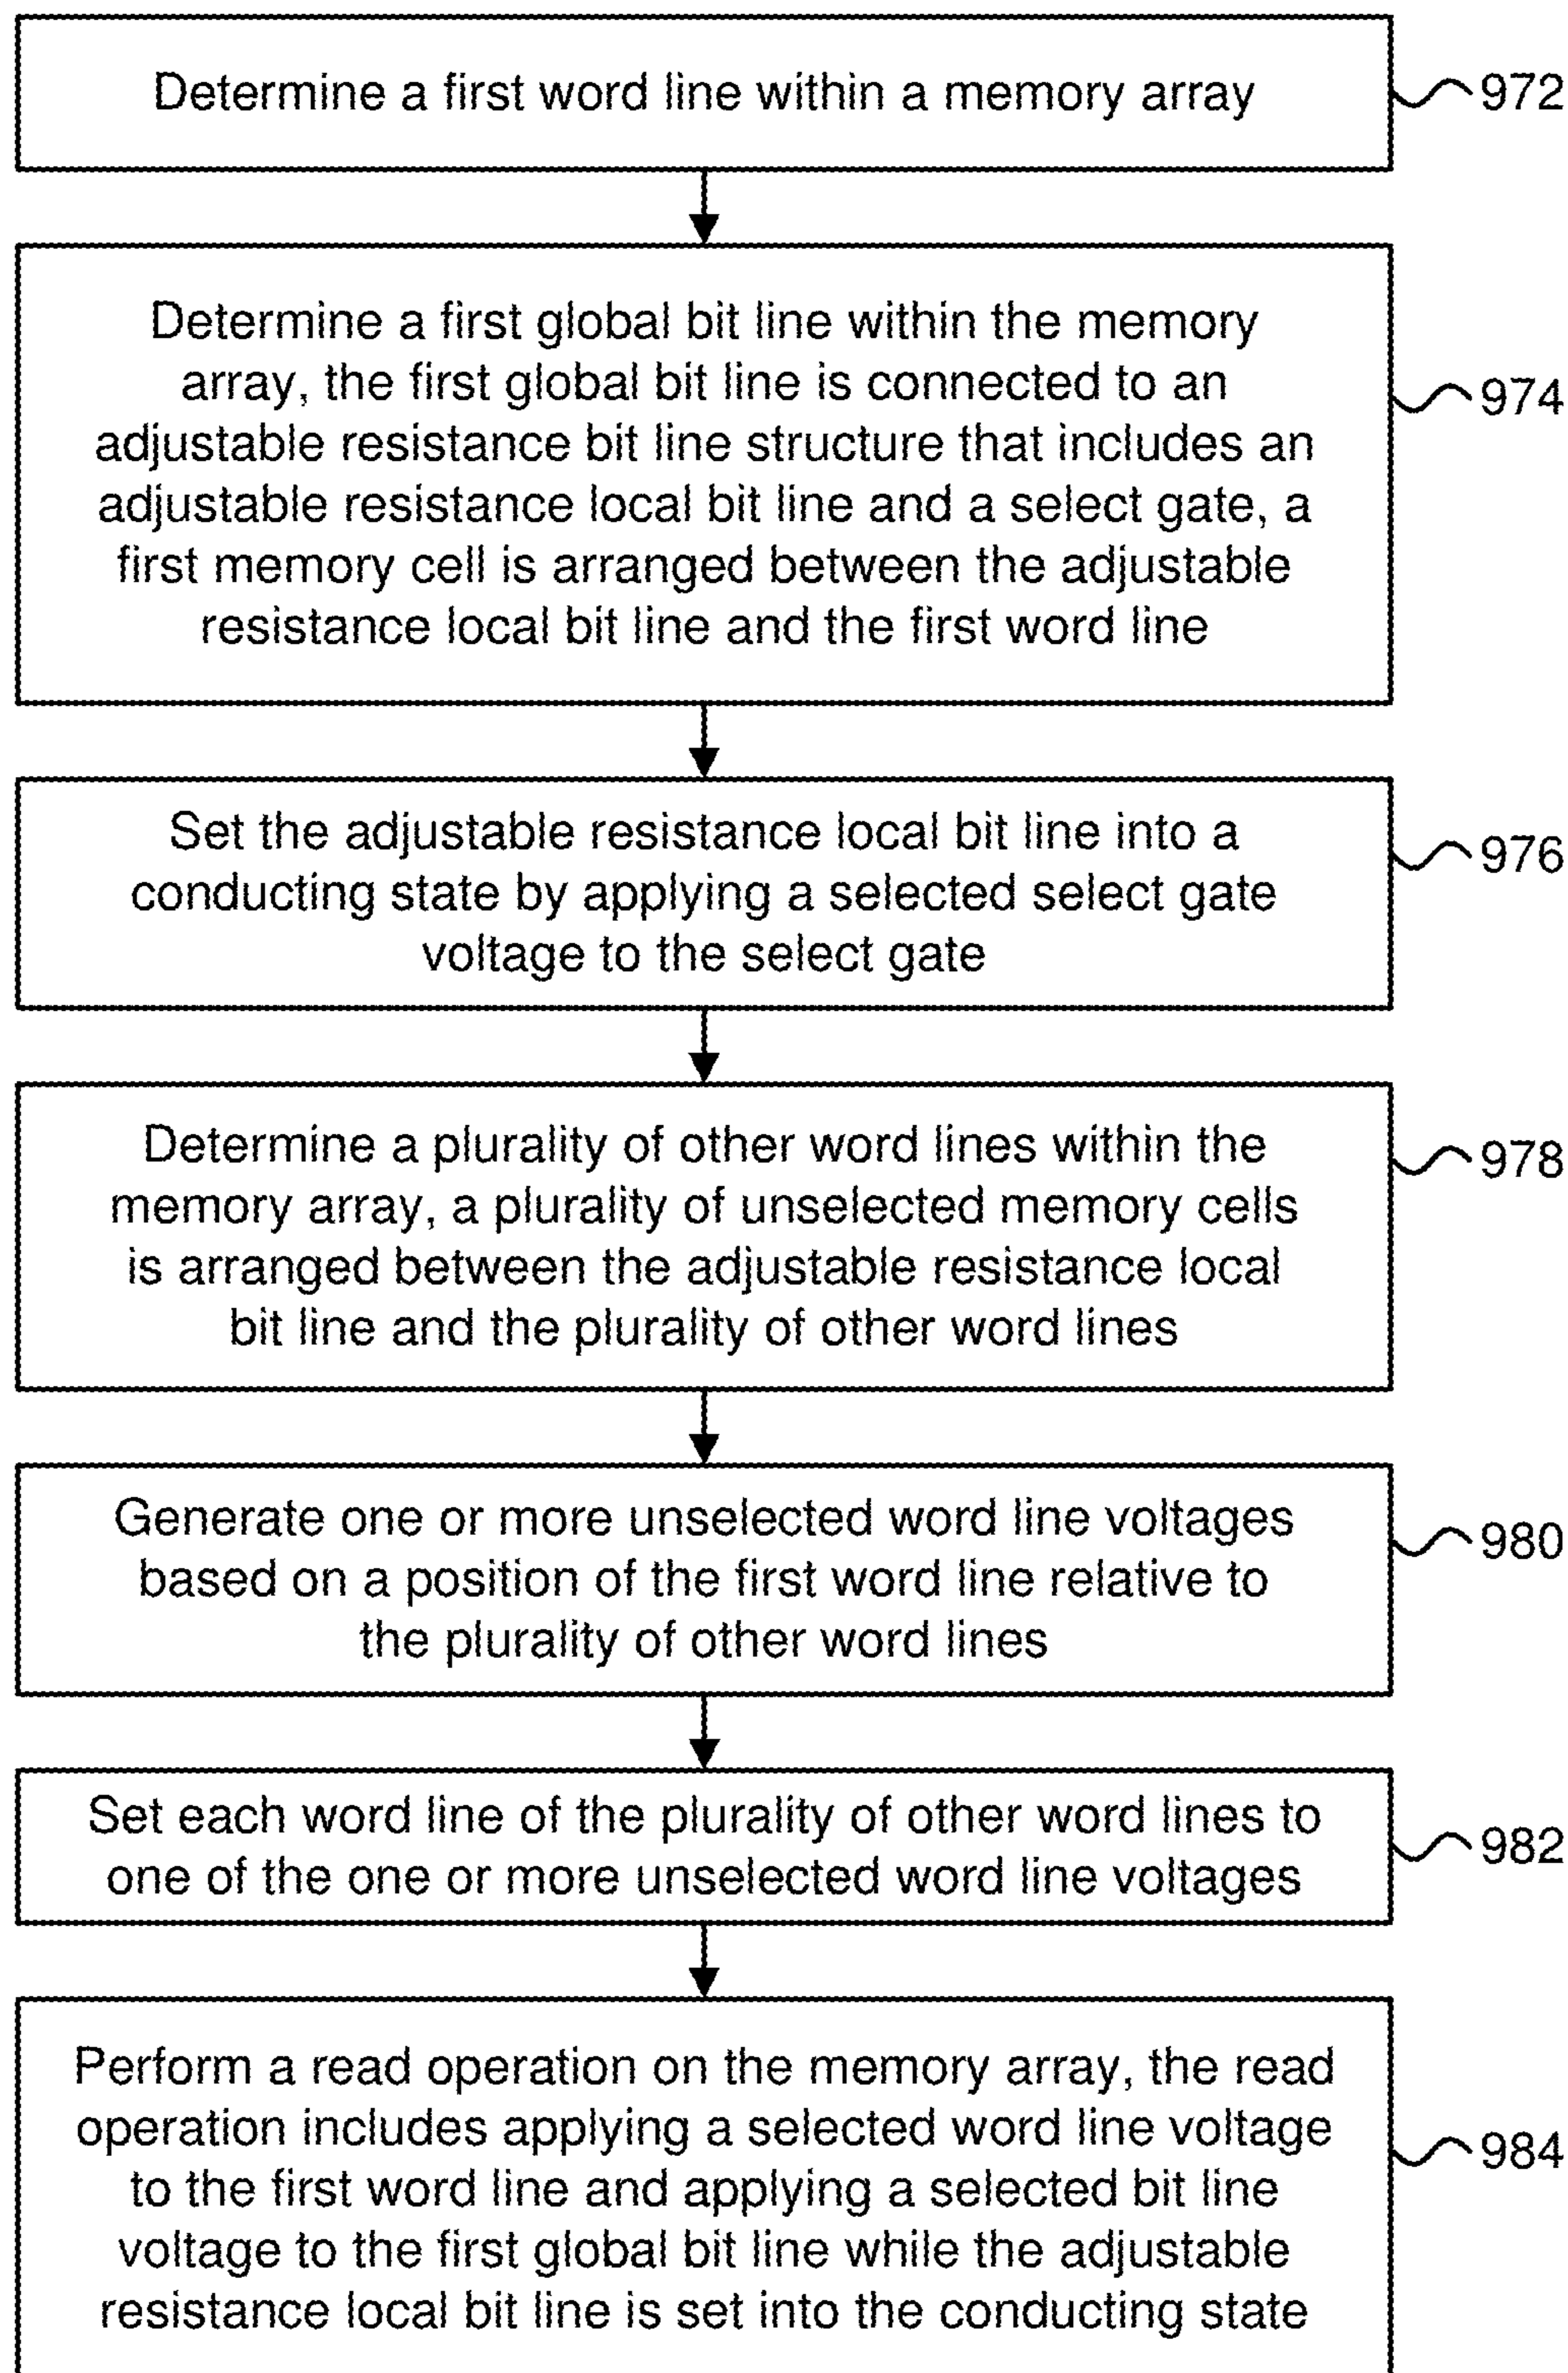 Determine a first word line within a memory array
972
Determine a first global bit line within the memory
array, the first global bit line is connected to an
adjustable resistance bit line structure that includes an
adjustable resistance local bit line and a select gate, a
first memory cell is arranged between the adjustable
resistance local bit line and the first word line
974
Set the adjustable resistance local bit line into a
conducting state by applying a selected select gate
voltage to the select gate
976
Determine a plurality of other word lines within the
memory array, a plurality of unselected memory cells
is arranged between the adjustable resistance local
bit line and the plurality of other word lines
978
Generate one or more unselected word line voltages
based on a position of the first word line relative to
the plurality of other word lines
980
Set each word line of the plurality of other word lines to
one of the one or more unselected word line voltages
982
Perform a read operation on the memory array, the read
operation includes applying a selected word line voltage
to the first word line and applying a selected bit line
voltage to the first global bit line while the adjustable
resistance local bit line is set into the conducting state
984